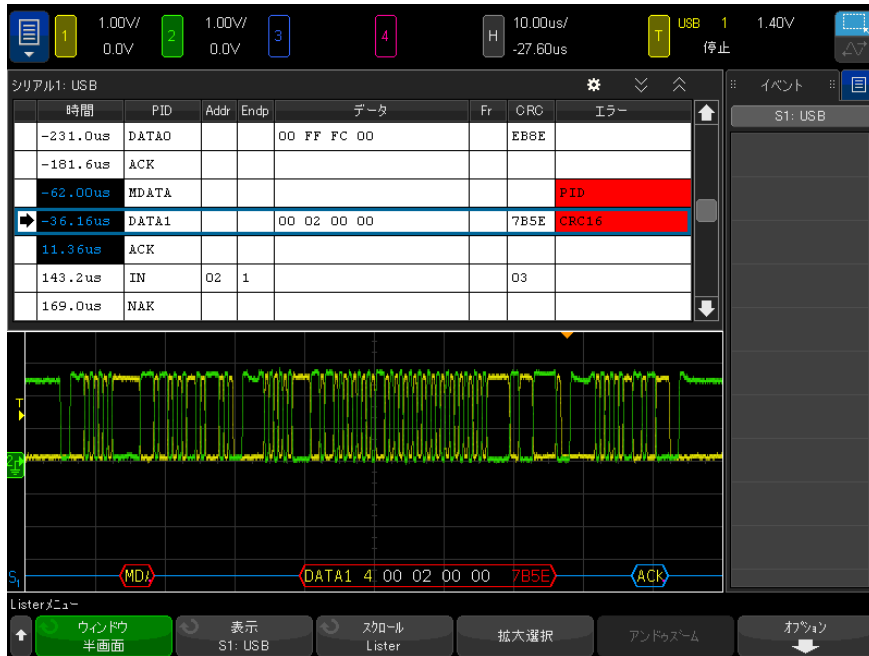 1 1.00V/ 2 1.00V/ 3 4 H 10.00us/ T USB 1 1.40V
0.0V 0.0V -27.60us 停止
シリアル1: USB イベント
時間 PID Addr Endp データ Fr CRC エラー S1: USB
-231.0us DATA0 00 FF FC 00 EB8E
-181.6us ACK
-62.00us MDATA PID
-36.16us DATA1 00 02 00 00 7B5E CRC16
11.36us ACK
143.2us IN 02 1 03
169.0us NAK
T
2
S1 MDA DATA1 4 00 02 00 00 7B5E ACK
Listerメニュー
ウィンドウ 表示 スクロール 拡大選択 アンドゥズーム オプション
半画面 S1: USB Lister